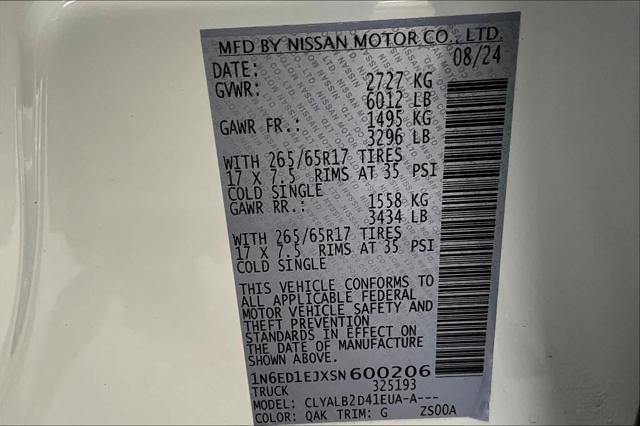 MFD BY NISSAN MOTOR CO., LTD.
DATE: 08/24
GVWR: 2727 KG
6012 LB
GAWR FR.: 1495 KG
3296 LB
WITH 265/65R17 TIRES
17 X 7.5 RIMS AT 35 PSI
COLD SINGLE
GAWR RR.: 1558 KG
3434 LB
WITH 265/65R17 TIRES
17 X 7.5 RIMS AT 35 PSI
COLD SINGLE
THIS VEHICLE CONFORMS TO
ALL APPLICABLE FEDERAL
MOTOR VEHICLE SAFETY AND
THEFT PREVENTION
STANDARDS IN EFFECT ON
THE DATE OF MANUFACTURE
SHOWN ABOVE.
1N6ED1EJXSN600206
TRUCK 325193
MODEL: CLYALB2D41EUA-A---
COLOR: QAK TRIM: G ZS00A